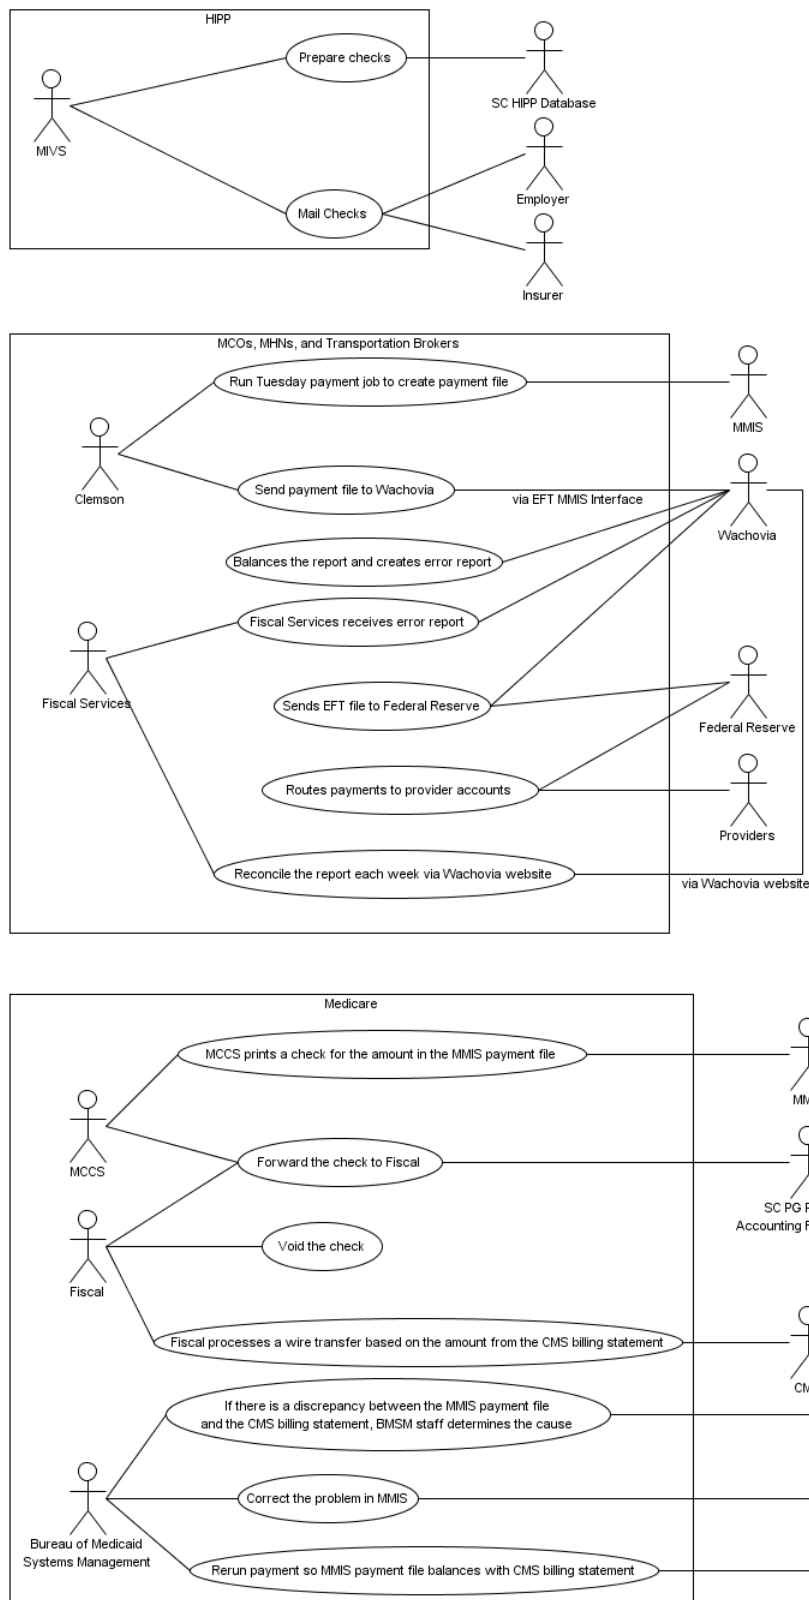 HIPP
Prepare checks
SC HIPP Database
MIVS
Employer
Mail Checks
Insurer
MCOs, MHNs, and Transportation Brokers
Run Tuesday payment job to create payment file
MMIS
Clemson
Send payment file to Wachovia
via EFT MMIS Interface
Wachovia
Balances the report and creates error report
Fiscal Services receives error report
Fiscal Services
Sends EFT file to Federal Reserve
Federal Reserve
Routes payments to provider accounts
Providers
Reconcile the report each week via Wachovia website
via Wachovia website
Medicare
MCCS prints a check for the amount in the MMIS payment file
MCCS
Forward the check to Fiscal
SC PG
Accounting
Void the check
Fiscal
Fiscal processes a wire transfer based on the amount from the CMS billing statement
If there is a discrepancy between the MMIS payment file
and the CMS billing statement, BMSM staff determines the cause
Correct the problem in MMIS
Bureau of Medicaid
Systems Management
Rerun payment so MMIS payment file balances with CMS billing statement